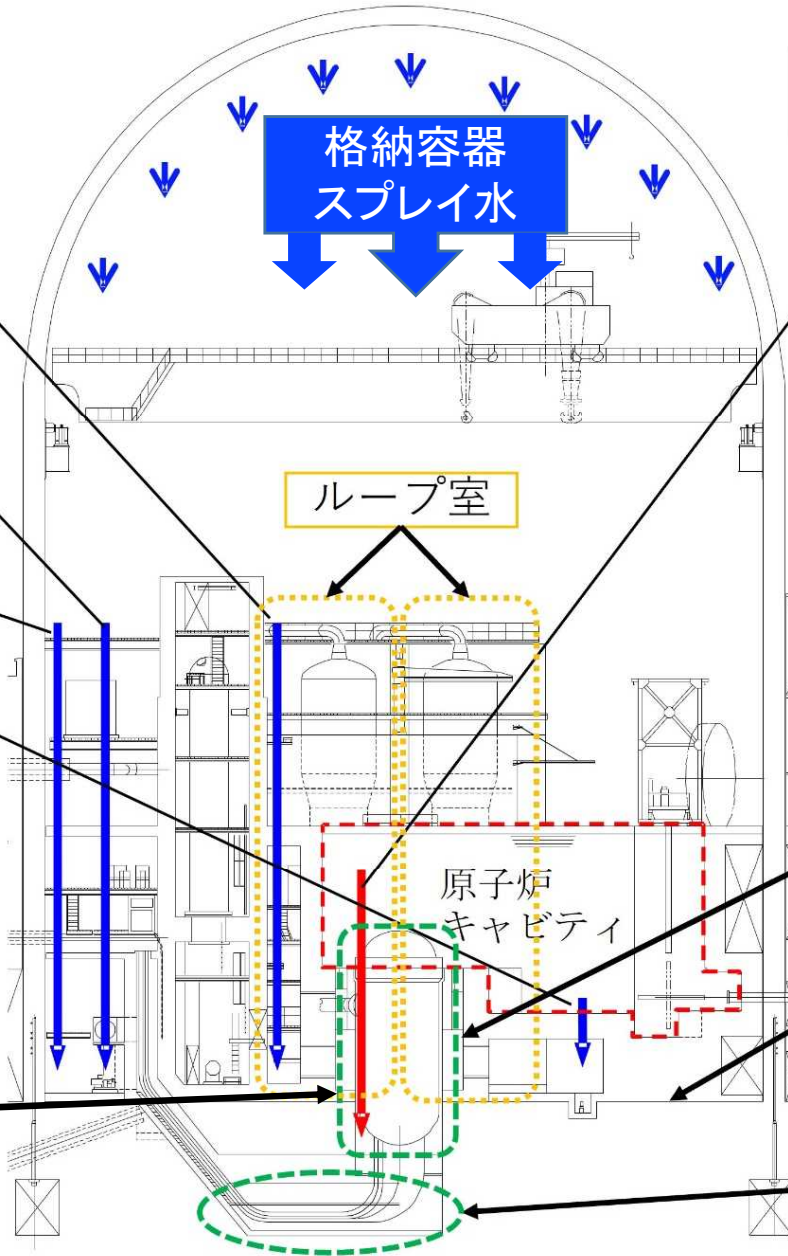 格納容器
スプレイ水
ループ室
原子炉
キャビティ